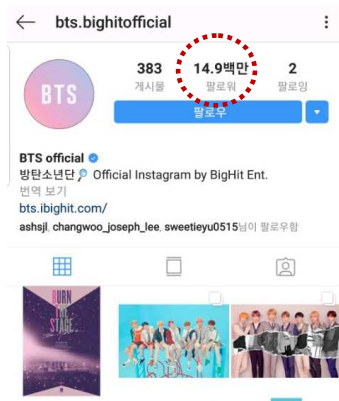 bts.bighitofficial
383 14.9백만 2
게시물 팔로워 팔로잉
BTS
팔로우
BTS official
방탄소년단 Official Instagram by BigHit Ent.
번역 보기
bts.ibighit.com/
ashsjl, changwoo_joseph_lee, sweetieyu0515님이 팔로우함
BURN
THE
STAGE